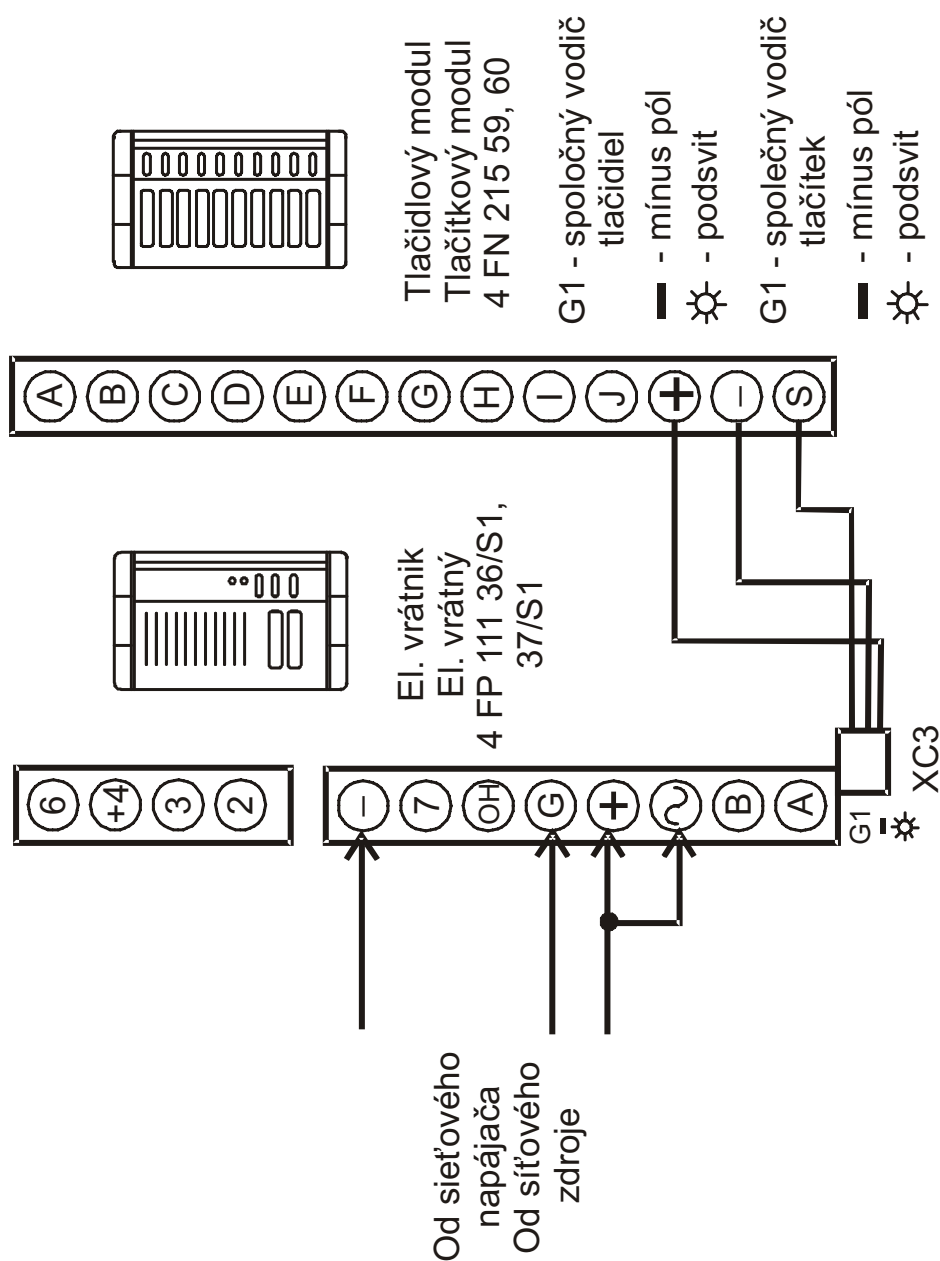 Od sieťového
napájača
Od síťového
zdroje
G1
XC3
A B + G OH 7 –
2 3 +4 6
El. vrátnik
El. vrátný
4 FP 111 36/S1,
37/S1
S – + J I H G F E D C B A
Tlačidlový modul
Tlačítkový modul
4 FN 215 59, 60
G1 - spoločný vodič
tlačidiel
- mínus pól
- podsvit
G1 - společný vodič
tlačítek
- mínus pól
- podsvit